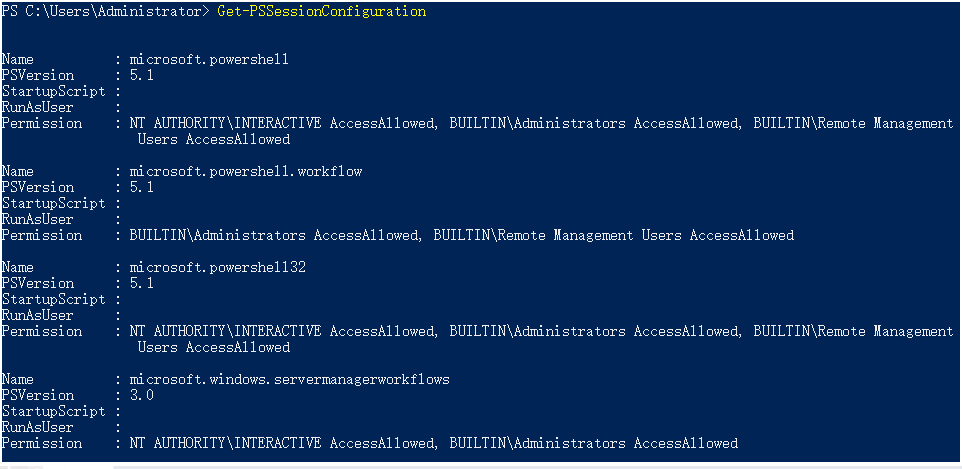 PS C:\Users\Administrator> Get-PSSessionConfiguration
Name          : microsoft.powershell
PSVersion     : 5.1
StartupScript :
RunAsUser     :
Permission    : NT AUTHORITY\INTERACTIVE AccessAllowed, BUILTIN\Administrators AccessAllowed, BUILTIN\Remote Management
                Users AccessAllowed
Name          : microsoft.powershell.workflow
PSVersion     : 5.1
StartupScript :
RunAsUser     :
Permission    : BUILTIN\Administrators AccessAllowed, BUILTIN\Remote Management Users AccessAllowed
Name          : microsoft.powershell32
PSVersion     : 5.1
StartupScript :
RunAsUser     :
Permission    : NT AUTHORITY\INTERACTIVE AccessAllowed, BUILTIN\Administrators AccessAllowed, BUILTIN\Remote Management
                Users AccessAllowed
Name          : microsoft.windows.servermanagerworkflows
PSVersion     : 3.0
StartupScript :
RunAsUser     :
Permission    : NT AUTHORITY\INTERACTIVE AccessAllowed, BUILTIN\Administrators AccessAllowed